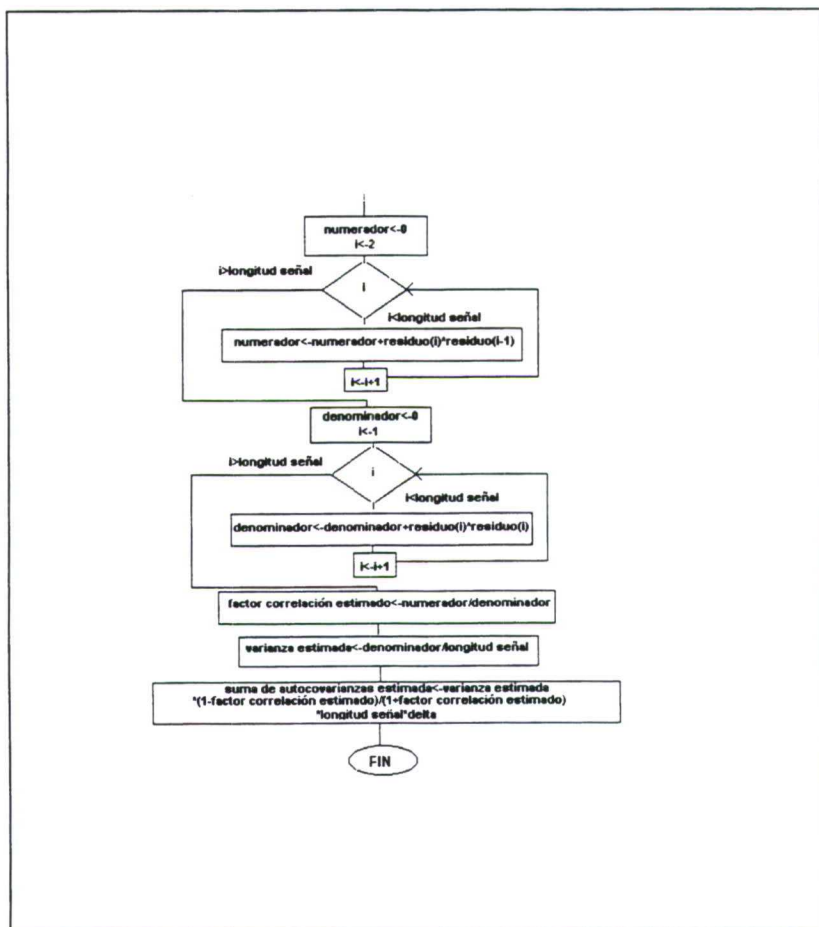 numerador<-0
i<-2
i>longitud señal
i
i<longitud señal
numerador<-numerador+residuo(i)*residuo(i-1)
i<-i+1
denominador<-0
i<-1
i>longitud señal
i
i<longitud señal
denominador<-denominador+residuo(i)*residuo(i)
i<-i+1
factor correlación estimado<-numerador/denominador
varianza estimada<-denominador/longitud señal
suma de autocovarianzas estimada<-varianza estimada
*(1-factor correlación estimado)/(1+factor correlación estimado)
*longitud señal*delta
FIN